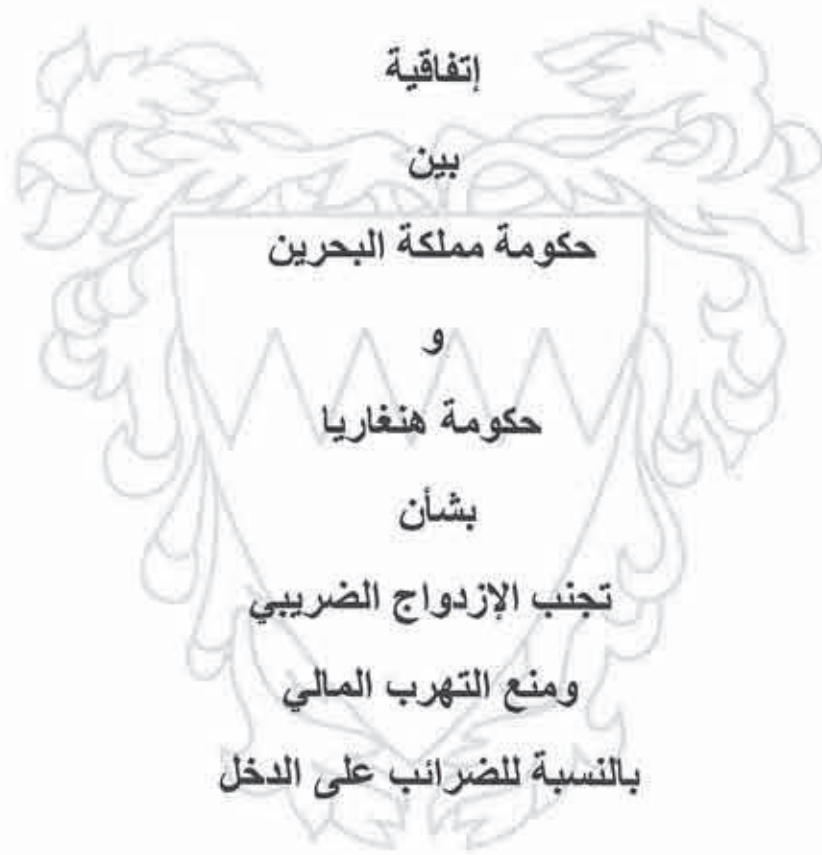 إتفاقية
بين
حكومة مملكة البحرين
و
حكومة هنغاريا
بشأن
تجنب الإزدواج الضريبي
ومنع التهرب المالي
بالنسبة للضرائب على الدخل